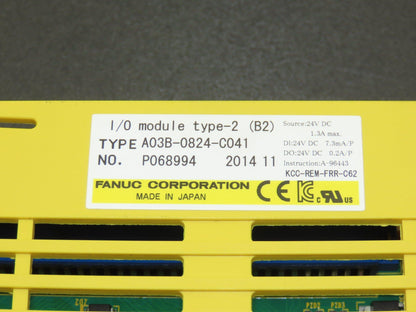 I/O module type-2 (B2)
TYPE A03B-0824-C041
NO. P068994 2014 11
Source:24V DC
1.3A max.
DI:24V DC 7.3mA/P
DO:24V DC 0.2A/P
Instruction:A-96443
KCC-REM-FRR-C62
FANUC CORPORATION
MADE IN JAPAN
CE
c RU us